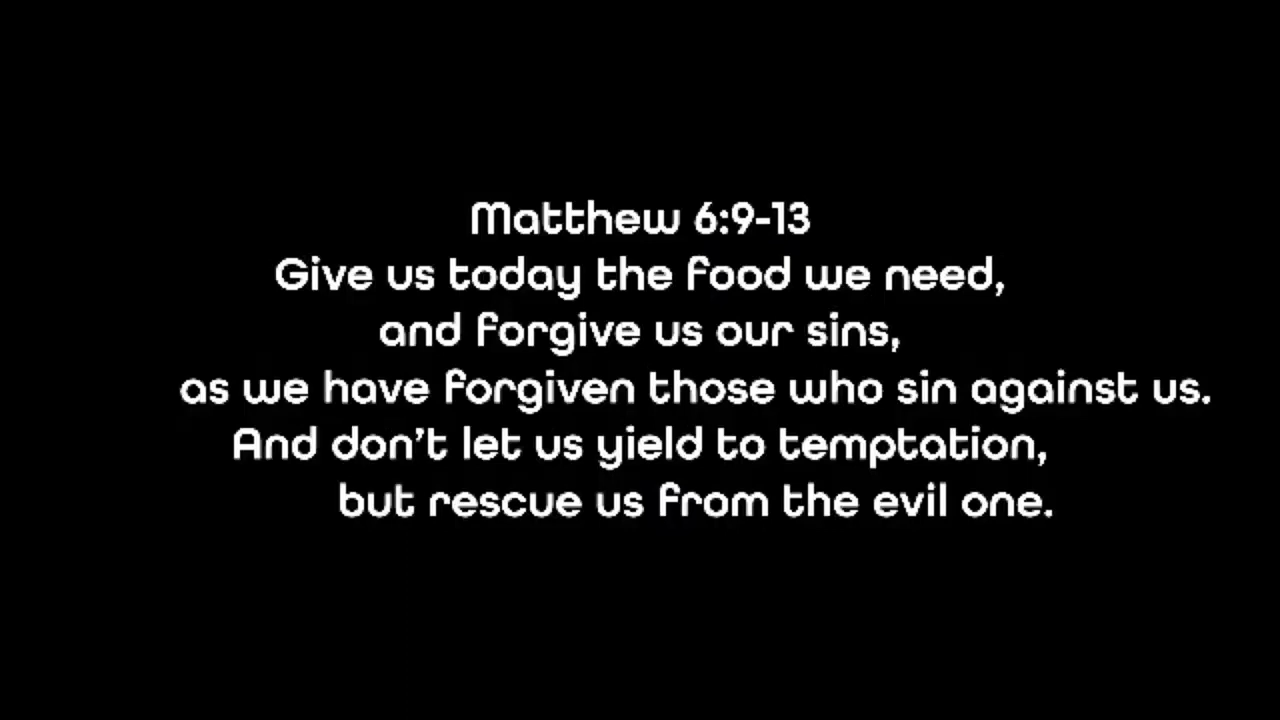 Matthew 6:9-13
Give us today the food we need,
and forgive us our sins,
as we have forgiven those who sin against us.
And don’t let us yield to temptation,
but rescue us from the evil one.